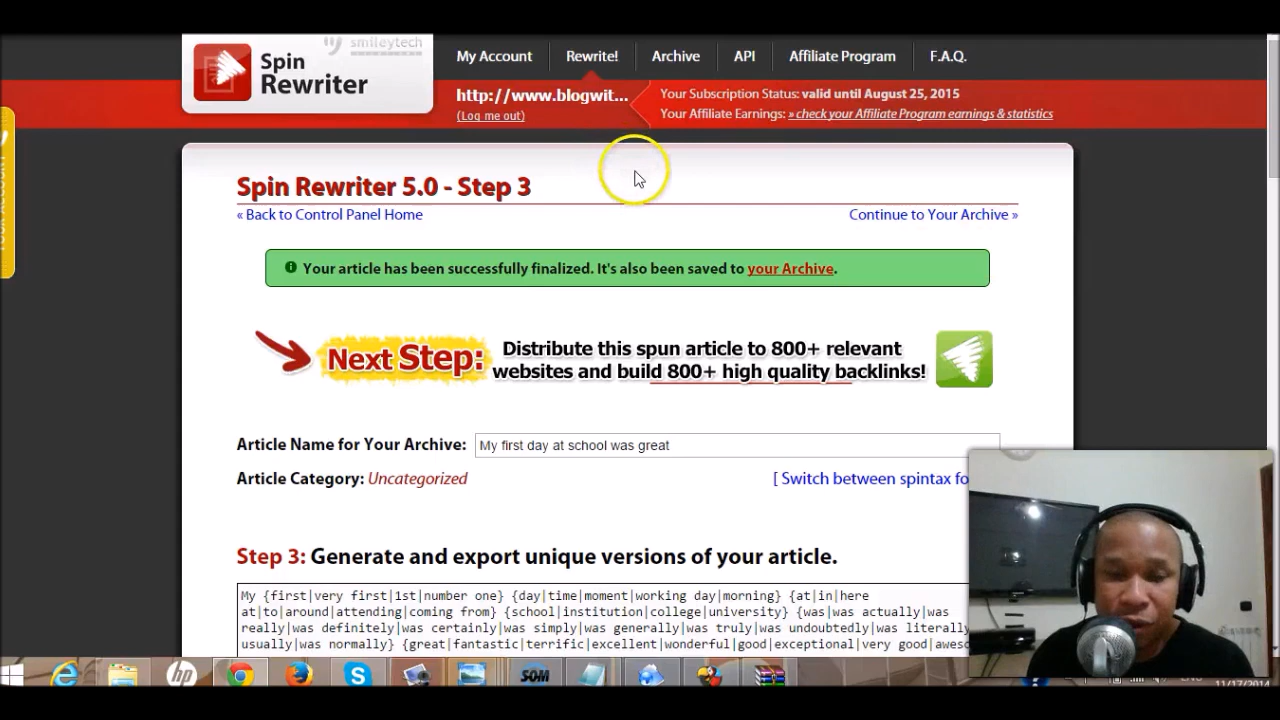 smileytech
Spin
Rewriter
My Account
Rewrite!
Archive
API
Affiliate Program
F.A.Q.
http://www.blogwit...
(Log me out)
Your Subscription Status: valid until August 25, 2015
Your Affiliate Earnings: » check your Affiliate Program earnings & statistics
Spin Rewriter 5.0 - Step 3
« Back to Control Panel Home
Continue to Your Archive »
Your article has been successfully finalized. It's also been saved to your Archive.
Next Step:
Distribute this spun article to 800+ relevant
websites and build 800+ high quality backlinks!
Article Name for Your Archive: My first day at school was great
Article Category: Uncategorized
[ Switch between spintax fo
Step 3: Generate and export unique versions of your article.
My {first|very first|1st|number one} {day|time|moment|working day|morning} {at|in|here
at|to|around|attending|coming from} {school|institution|college|university} {was|was actually|was
really|was definitely|was certainly|was simply|was generally|was truly|was undoubtedly|was literally
usually|was normally} {great|fantastic|terrific|excellent|wonderful|good|exceptional|very good|aweso
hp
SOM
11/17/2014